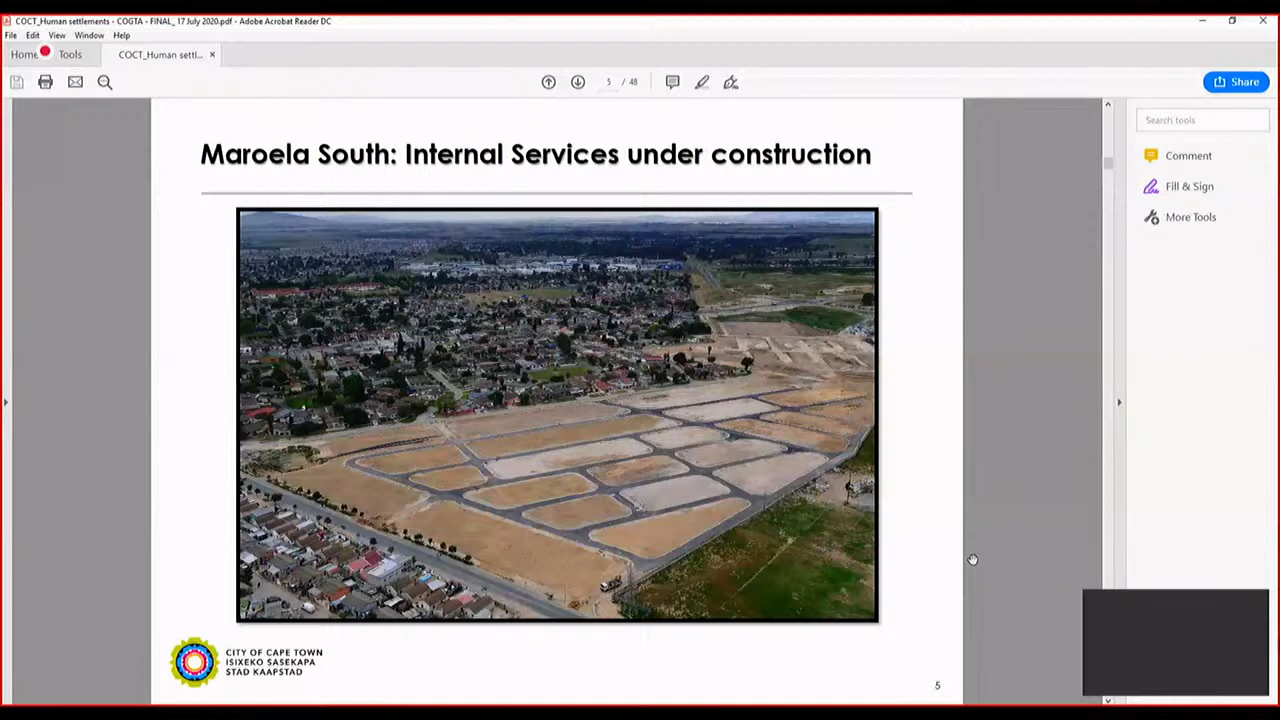 COCT_Human settlements - COGTA - FINAL_ 17 July 2020.pdf - Adobe Acrobat Reader DC
File Edit View Window Help
Home Tools COCT_Human settl... ×
5 / 48
Share
Maroela South: Internal Services under construction
Search tools
Comment
Fill & Sign
More Tools
CITY OF CAPE TOWN
ISIXEKO SASEKAPA
STAD KAAPSTAD
5